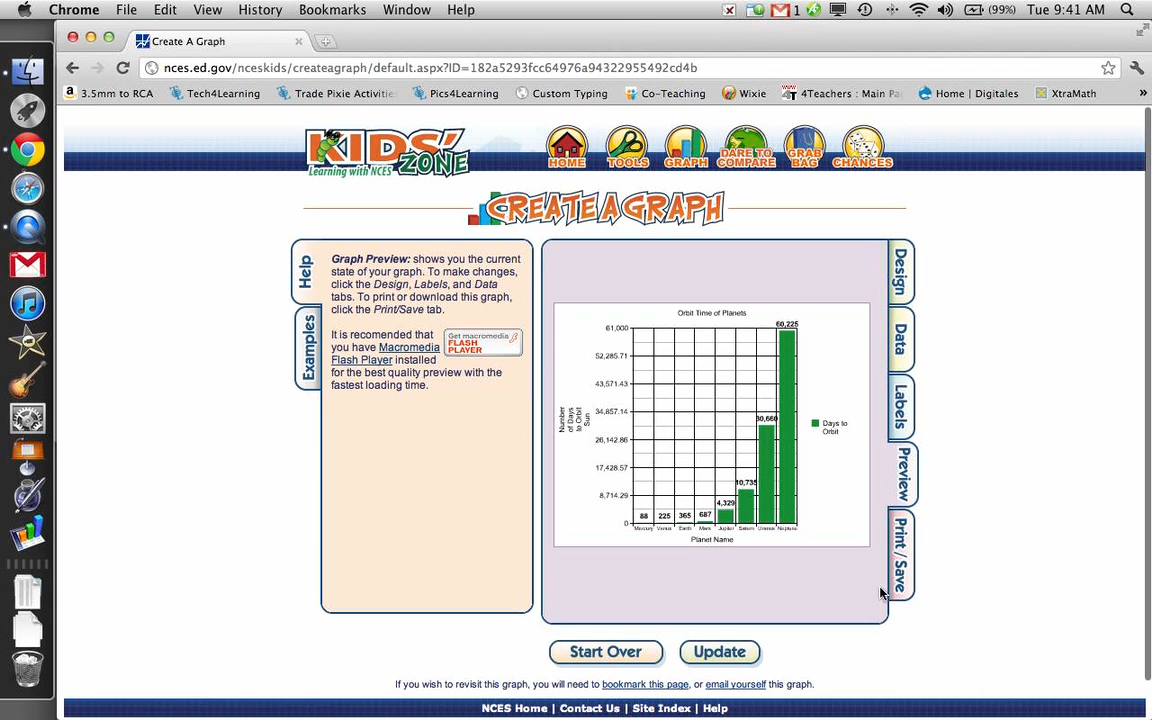 Chrome File Edit View History Bookmarks Window Help 1 (99%) Tue 9:41 AM
Create A Graph
nces.ed.gov/nceskids/createagraph/default.aspx?ID=182a5293fcc64976a94322955492cd4b
3.5mm to RCA Tech4Learning Trade Pixie Activitie Pics4Learning Custom Typing Co-Teaching Wixie 4Teachers : Main Pa Home | Digitales XtraMath »
KIDS' ZONE
Learning with NCES
HOME TOOLS GRAPH DARE TO COMPARE GRAB BAG CHANCES
CREATE A GRAPH
Help
Examples
Graph Preview: shows you the current
state of your graph. To make changes,
click the Design, Labels, and Data
tabs. To print or download this graph,
click the Print/Save tab.
It is recomended that
you have Macromedia
Flash Player installed
for the best quality preview with the
fastest loading time.
Get macromedia
FLASH
PLAYER
Orbit Time of Planets
61,000
52,285.71
43,571.43
34,857.14
26,142.86
17,428.57
8,714.29
0
Number
of Days
to Orbit
Sun
88 225 365 687 4,329 10,735 30,660 60,225
Mercury Venus Earth Mars Jupiter Saturn Uranus Neptune
Planet Name
Days to
Orbit
Design
Data
Labels
Preview
Print / Save
Start Over Update
If you wish to revisit this graph, you will need to bookmark this page, or email yourself this graph.
NCES Home | Contact Us | Site Index | Help